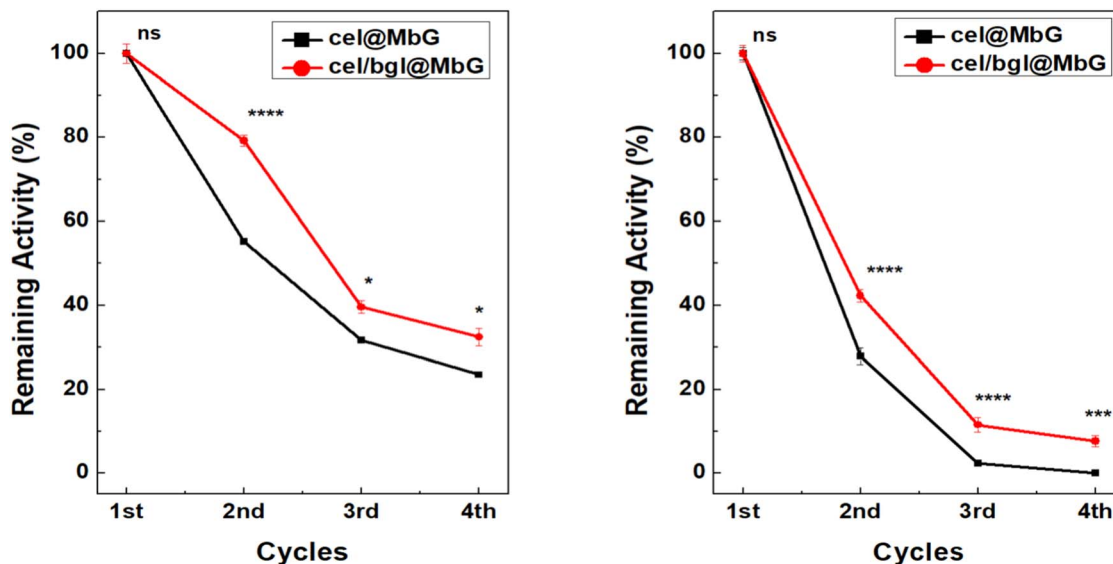 Remaining Activity (%)
100
80
60
40
20
0
ns
****
*
*
cel@MbG
cel/bgl@MbG
1st 2nd 3rd 4th
Cycles
Remaining Activity (%)
100
80
60
40
20
0
ns
****
****
***
cel@MbG
cel/bgl@MbG
1st 2nd 3rd 4th
Cycles